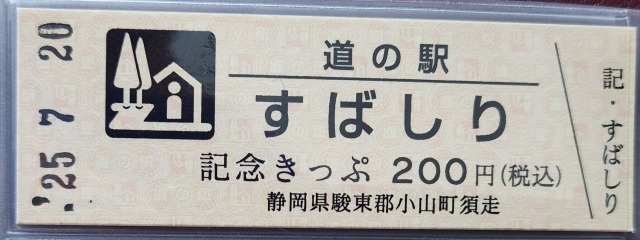 '25. 7. 20
道の駅
すばしり
記念きっぷ 200円(税込)
静岡県駿東郡小山町須走
記・すばしり